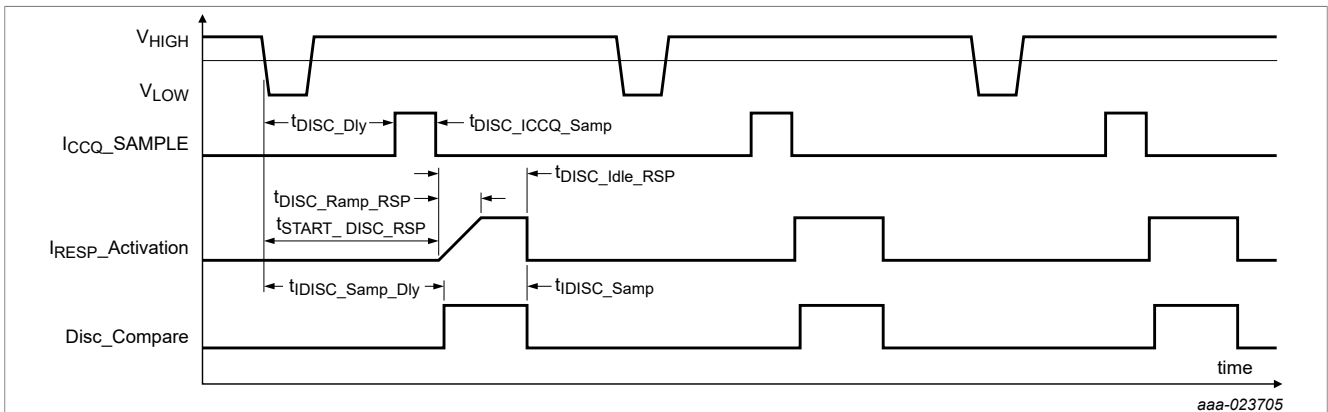 VHIGH
VLOW
tDISC_Dly
tDISC_ICCQ_Samp
ICCQ_SAMPLE
tDISC_Idle_RSP
tDISC_Ramp_RSP
tSTART_ DISC_RSP
IRESP_Activation
tIDISC_Samp_Dly
tIDISC_Samp
Disc_Compare
time
aaa-023705